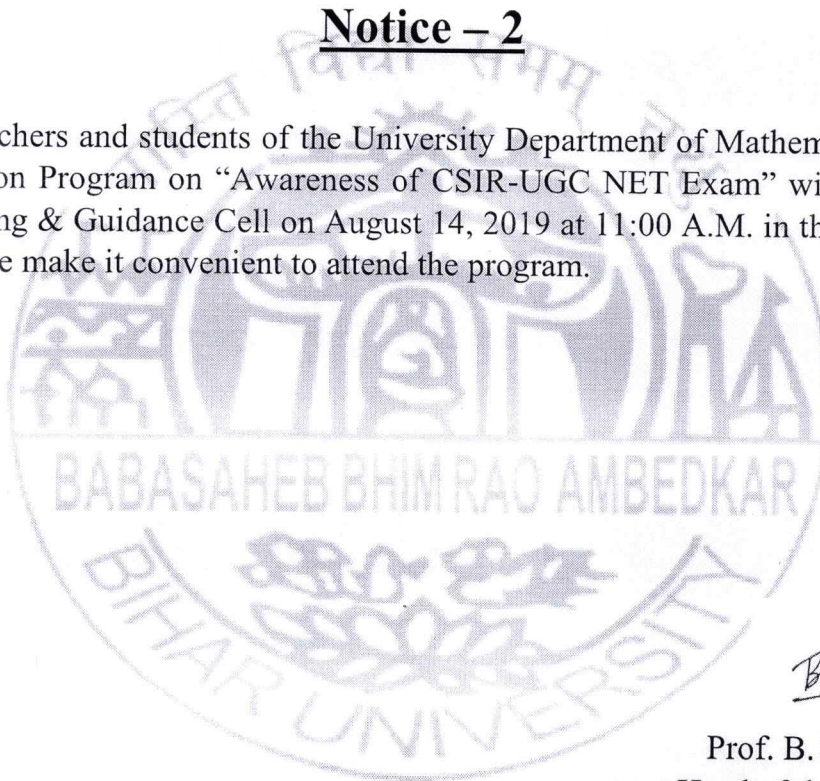 Notice – 2
chers and students of the University Department of Mathem
on Program on “Awareness of CSIR-UGC NET Exam” wi
ng & Guidance Cell on August 14, 2019 at 11:00 A.M. in th
e make it convenient to attend the program.
नास्ति विद्या समम् चक्षु
BABASAHEB BHIM RAO AMBEDKAR
BIHAR UNIVERSITY
Prof. B.